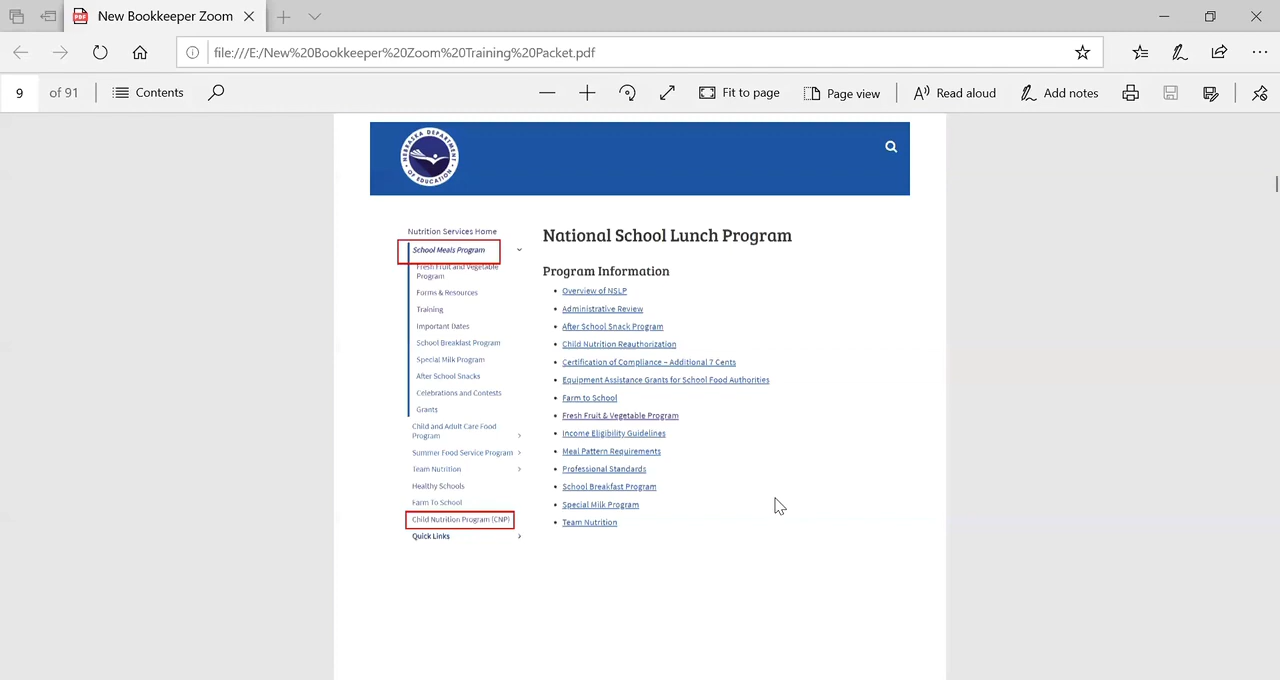 New Bookkeeper Zoom
file:///E:/New%20Bookkeeper%20Zoom%20Training%20Packet.pdf
9 of 91 Contents Fit to page Page view Read aloud Add notes
NEBRASKA DEPARTMENT OF EDUCATION
Nutrition Services Home
School Meals Program
Fresh Fruit and Vegetable
Program
Forms & Resources
Training
Important Dates
School Breakfast Program
Special Milk Program
After School Snacks
Celebrations and Contests
Grants
Child and Adult Care Food
Program
Summer Food Service Program
Team Nutrition
Healthy Schools
Farm To School
Child Nutrition Program (CNP)
Quick Links
National School Lunch Program
Program Information
Overview of NSLP
Administrative Review
After School Snack Program
Child Nutrition Reauthorization
Certification of Compliance – Additional 7 Cents
Equipment Assistance Grants for School Food Authorities
Farm to School
Fresh Fruit & Vegetable Program
Income Eligibility Guidelines
Meal Pattern Requirements
Professional Standards
School Breakfast Program
Special Milk Program
Team Nutrition